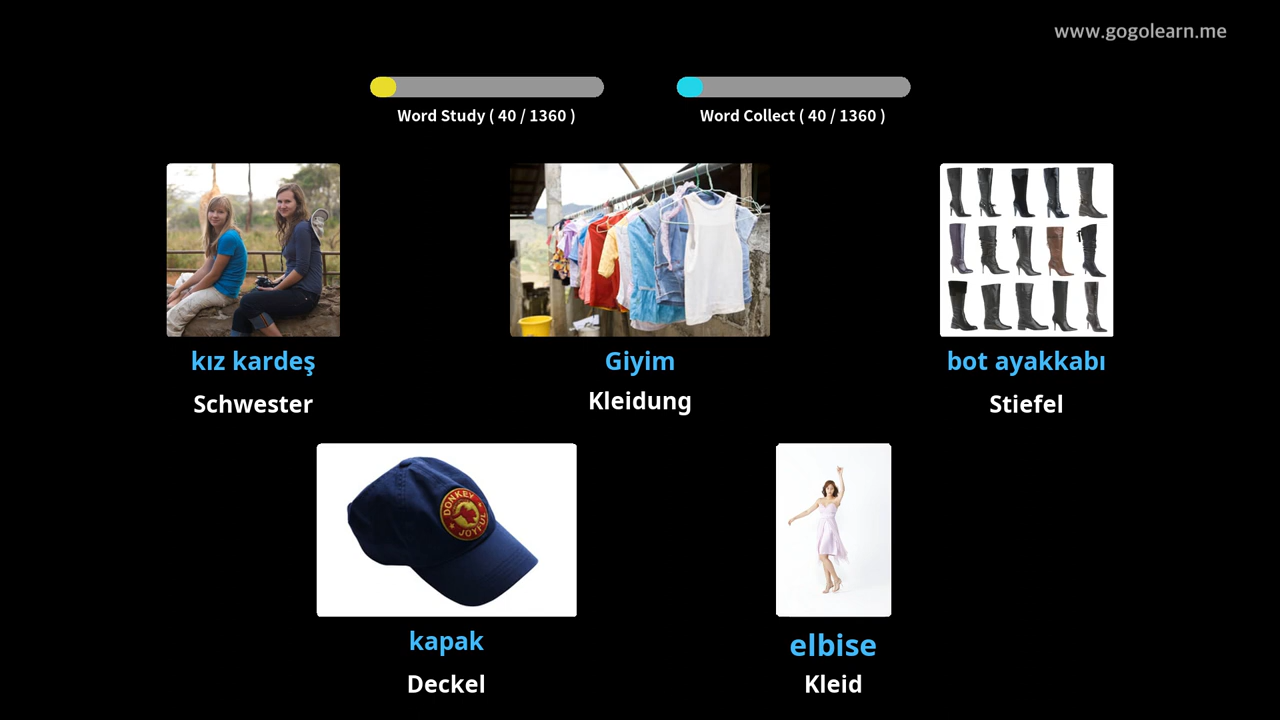 www.gogolearn.me
Word Study ( 40 / 1360 )
Word Collect ( 40 / 1360 )
kız kardeş
Schwester
Giyim
Kleidung
bot ayakkabı
Stiefel
DONKEY
JOYFUL
kapak
Deckel
elbise
Kleid